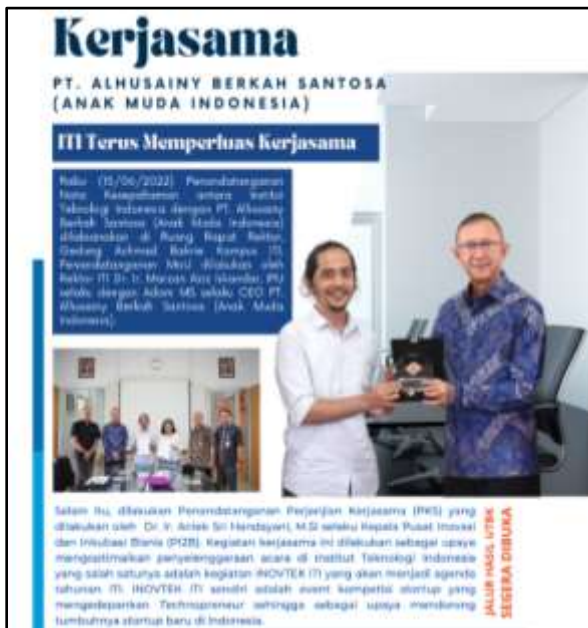 Kerjasama
PT. ALHUSAINY BERKAH SANTOSA
(ANAK MUDA INDONESIA)
ITI Terus Memperluas Kerjasama
Rabu (15/06/2022) Penandatanganan
Nota Kesepahaman antara Institut
Teknologi Indonesia dengan PT. Alhusainy
Berkah Santosa (Anak Muda Indonesia)
dilaksanakan di Ruang Rapat Rektor
Gedung Achmad Bakrie Kampus ITI.
Penandatanganan MoU dilakukan oleh
Rektor ITI Dr. Ir. Marzan Aziz Iskandar, IPU
selaku dengan Adam MS selaku CEO PT.
Alhusainy Berkah Santosa (Anak Muda
Indonesia).
Selain itu, dilakukan Penandatanganan Perjanjian Kerjasama (PKS) yang
dilakukan oleh Dr. Ir. Sri Handayani, M.Si selaku Kepala Pusat Inovasi
dan Inkubasi Bisnis (PI2B). Kegiatan kerjasama ini dilakukan sebagai upaya
mengoptimalkan penyelenggaraan acara di Institut Teknologi Indonesia
yang salah satunya adalah kegiatan INOVTEK ITI yang akan menjadi agenda
tahunan ITI. INOVTEK ITI sendiri adalah event kompetisi startup yang
mengedepankan Technopreneur sehingga sebagai upaya mendorong
tumbuhnya startup baru di Indonesia.
JALUR HASIL UTBK
SEGERA DIBUKA